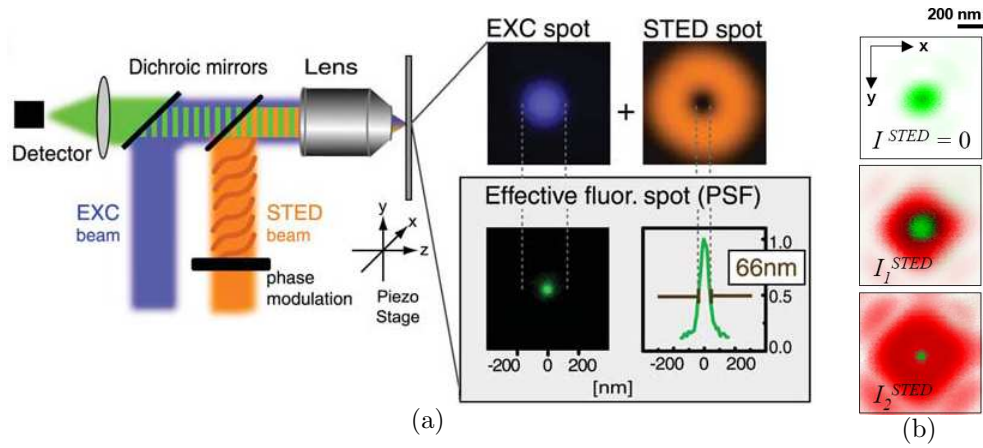 EXC spot
STED spot
Dichroic mirrors
Lens
Detector
+
EXC
beam
STED
beam
y
x
z
phase
modulation
Piezo
Stage
Effective fluor. spot (PSF)
1.0
66nm
0.5
0.0
-200
0
200
-200
0
200
[nm]
(a)
200 nm
x
y
I STED = 0
I1 STED
I2 STED
(b)